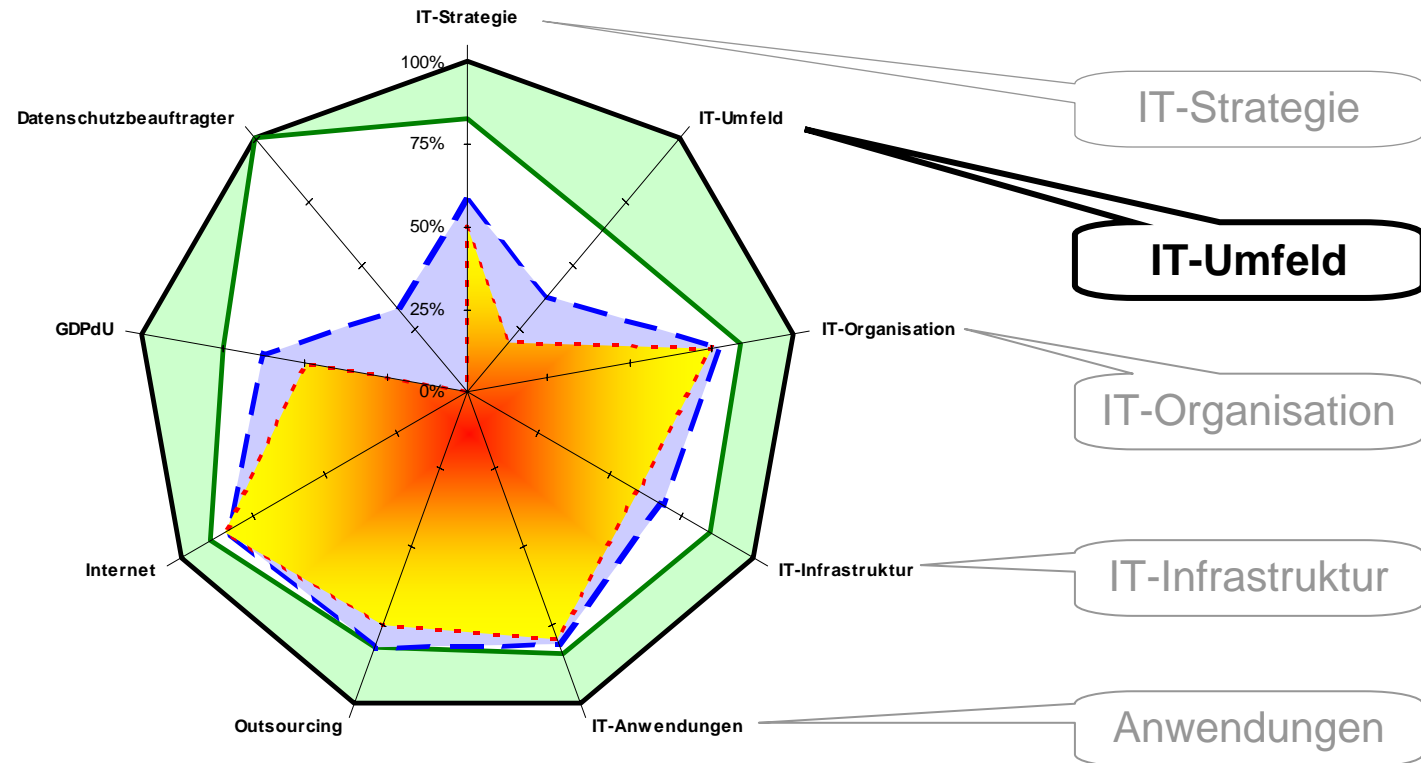 IT-Strategie
100%
IT-Strategie
Datenschutzbeauftragter
IT-Umfeld
75%
50%
IT-Umfeld
GDPdU
IT-Organisation
25%
0%
IT-Organisation
Internet
IT-Infrastruktur
IT-Infrastruktur
Outsourcing
IT-Anwendungen
Anwendungen